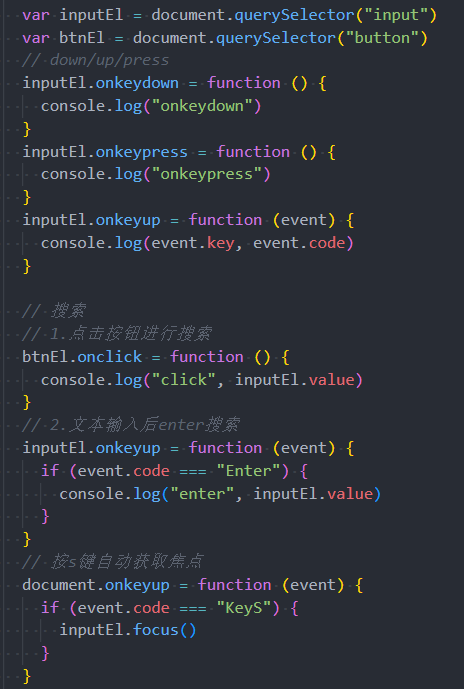 var inputEl = document.querySelector("input")
var btnEl = document.querySelector("button")
// down/up/press
inputEl.onkeydown = function () {
console.log("onkeydown")
}
inputEl.onkeypress = function () {
console.log("onkeypress")
}
inputEl.onkeyup = function (event) {
console.log(event.key, event.code)
}
// 搜索
// 1.点击按钮进行搜索
btnEl.onclick = function () {
console.log("click", inputEl.value)
}
// 2.文本输入后enter搜索
inputEl.onkeyup = function (event) {
if (event.code === "Enter") {
console.log("enter", inputEl.value)
}
}
// 按s键自动获取焦点
document.onkeyup = function (event) {
if (event.code === "KeyS") {
inputEl.focus()
}
}